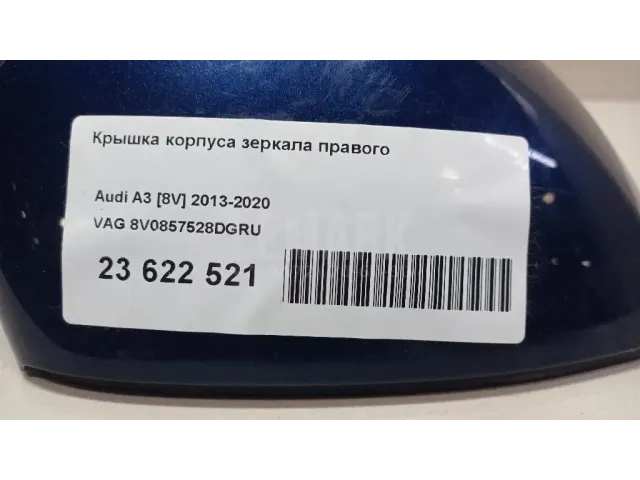 Крышка корпуса зеркала правого
Audi A3 [8V] 2013-2020
VAG 8V0857528DGRU
23 622 521